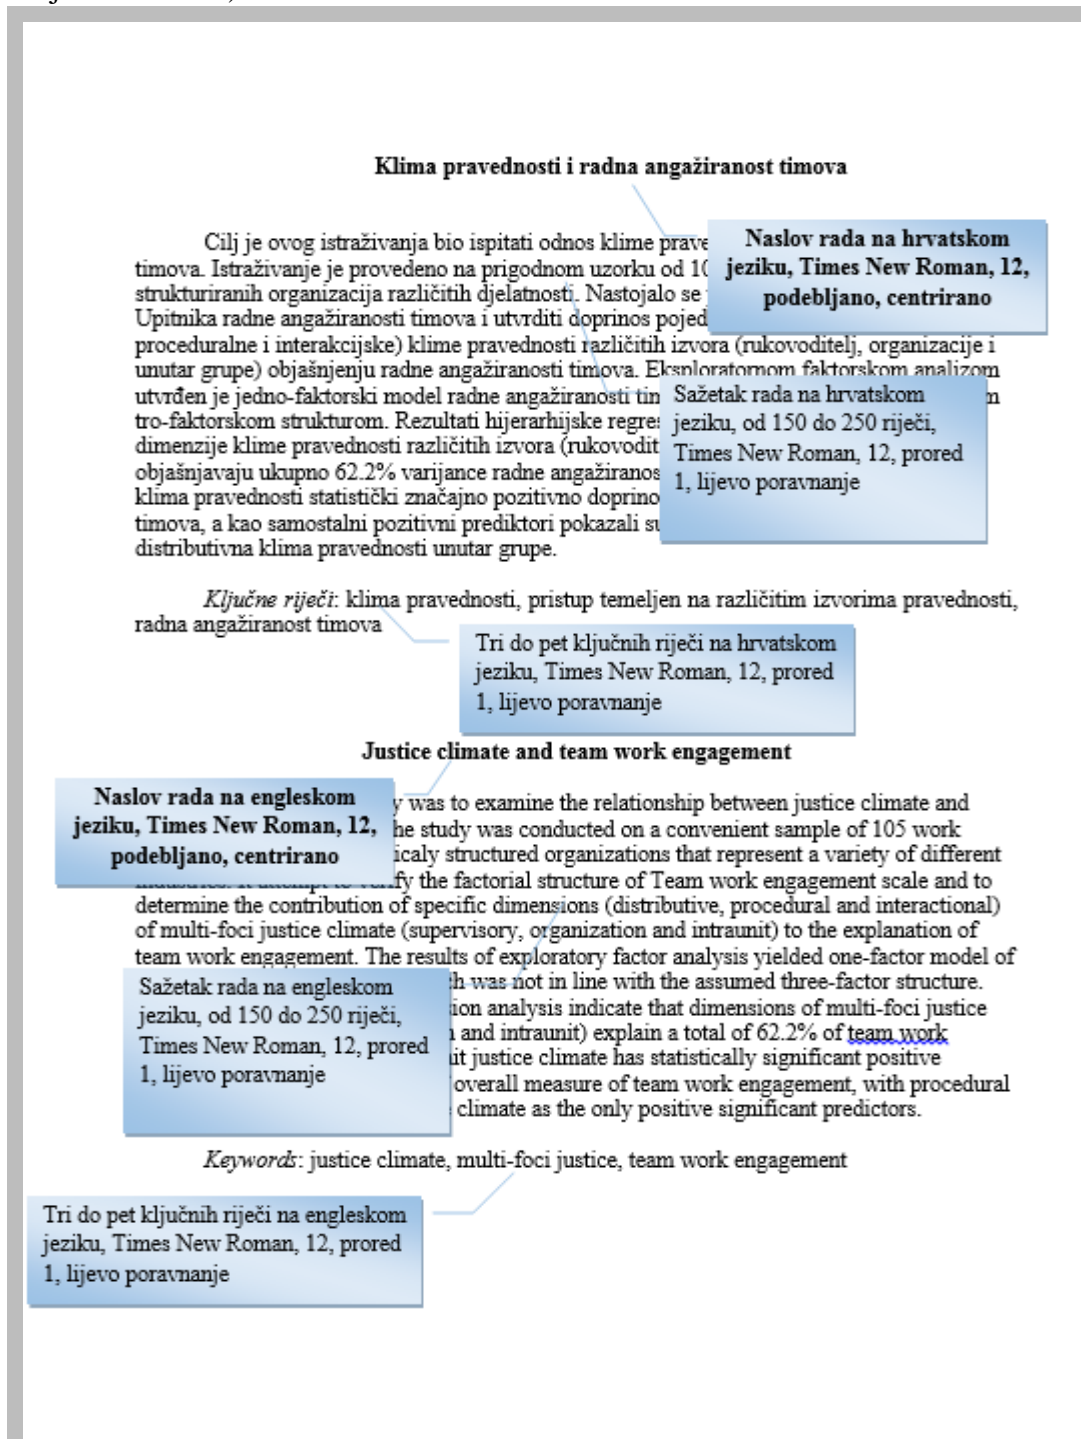 Klima pravednosti i radna angažiranost timova
Cilj je ovog istraživanja bio ispitati odnos klime prave
timova. Istraživanje je provedeno na prigodnom uzorku od 10
strukturiranih organizacija različitih djelatnosti. Nastojalo se
Upitnika radne angažiranosti timova i utvrditi doprinos pojed
proceduralne i interakcijske) klime pravednosti različitih izvora (rukovoditelj, organizacije i
unutar grupe) objašnjenju radne angažiranosti timova. Eksploratornom faktorskom analizom
utvrđen je jedno-faktorski model radne angažiranosti tim
tro-faktorskom strukturom. Rezultati hijerarhijske regres
dimenzije klime pravednosti različitih izvora (rukovodit
objašnjavaju ukupno 62.2% varijance radne angažiranos
klima pravednosti statistički značajno pozitivno doprino
timova, a kao samostalni pozitivni prediktori pokazali su
distributivna klima pravednosti unutar grupe.
Naslov rada na hrvatskom
jeziku, Times New Roman, 12,
podebljano, centrirano
Sažetak rada na hrvatskom
jeziku, od 150 do 250 riječi,
Times New Roman, 12, prored
1, lijevo poravnanje
Ključne riječi: klima pravednosti, pristup temeljen na različitim izvorima pravednosti,
radna angažiranost timova
Tri do pet ključnih riječi na hrvatskom
jeziku, Times New Roman, 12, prored
1, lijevo poravnanje
Justice climate and team work engagement
Naslov rada na engleskom
jeziku, Times New Roman, 12,
podebljano, centrirano
y was to examine the relationship between justice climate and
he study was conducted on a convenient sample of 105 work
icaly structured organizations that represent a variety of different
fy the factorial structure of Team work engagement scale and to
determine the contribution of specific dimensions (distributive, procedural and interactional)
of multi-foci justice climate (supervisory, organization and intraunit) to the explanation of
team work engagement. The results of exploratory factor analysis yielded one-factor model of
h was not in line with the assumed three-factor structure.
ion analysis indicate that dimensions of multi-foci justice
and intraunit) explain a total of 62.2% of team work
it justice climate has statistically significant positive
overall measure of team work engagement, with procedural
climate as the only positive significant predictors.
Sažetak rada na engleskom
jeziku, od 150 do 250 riječi,
Times New Roman, 12, prored
1, lijevo poravnanje
Keywords: justice climate, multi-foci justice, team work engagement
Tri do pet ključnih riječi na engleskom
jeziku, Times New Roman, 12, prored
1, lijevo poravnanje